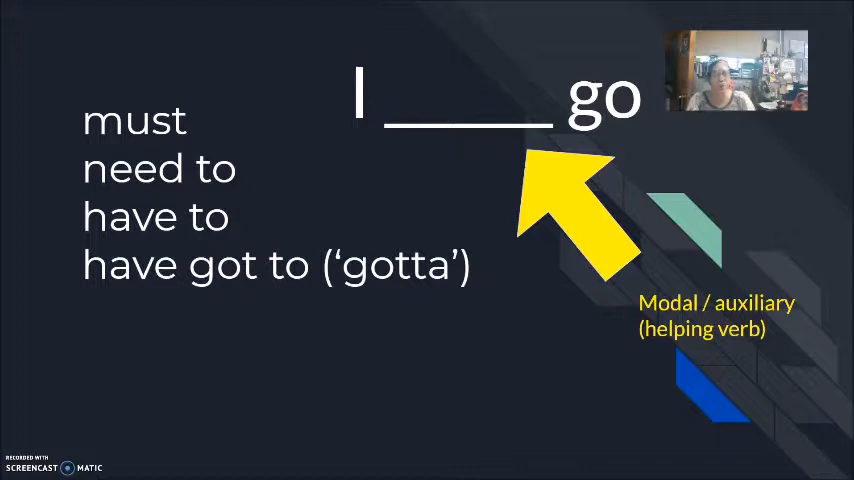 I ______ go
must
need to
have to
have got to (‘gotta’)
Modal / auxiliary
(helping verb)
RECORDED WITH
SCREENCAST MATIC